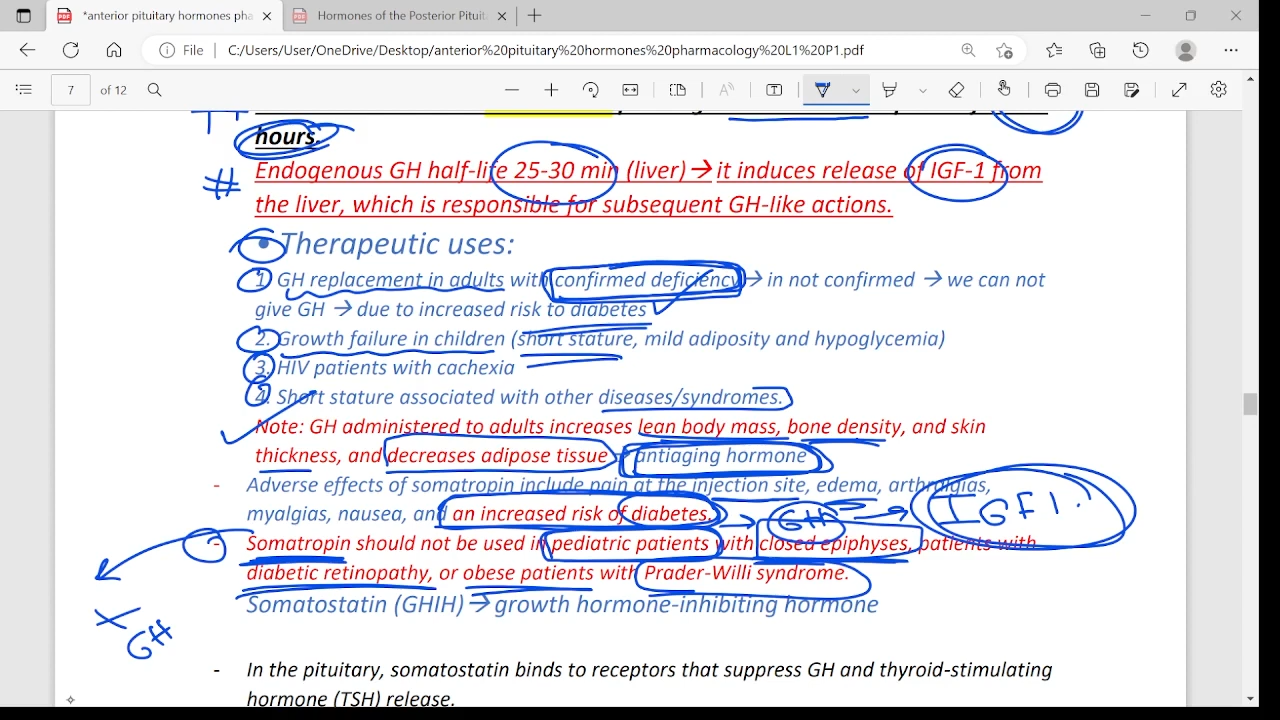 *anterior pituitary hormones pha
Hormones of the Posterior Pituit
File
C:/Users/User/OneDrive/Desktop/anterior%20pituitary%20hormones%20pharmacology%20L1%20P1.pdf
7 of 12
hours.
# Endogenous GH half-life 25-30 min (liver) → it induces release of IGF-1 from
the liver, which is responsible for subsequent GH-like actions.
• Therapeutic uses:
1. GH replacement in adults with confirmed deficiency → in not confirmed → we can not
give GH → due to increased risk to diabetes
2. Growth failure in children (short stature, mild adiposity and hypoglycemia)
3. HIV patients with cachexia
4. Short stature associated with other diseases/syndromes.
Note: GH administered to adults increases lean body mass, bone density, and skin
thickness, and decreases adipose tissue → antiaging hormone
- Adverse effects of somatropin include pain at the injection site, edema, arthralgias,
myalgias, nausea, and an increased risk of diabetes. → GH → IGF1
- Somatropin should not be used in pediatric patients with closed epiphyses, patients with
diabetic retinopathy, or obese patients with Prader-Willi syndrome.
Somatostatin (GHIH) → growth hormone-inhibiting hormone
GH
- In the pituitary, somatostatin binds to receptors that suppress GH and thyroid-stimulating
hormone (TSH) release.